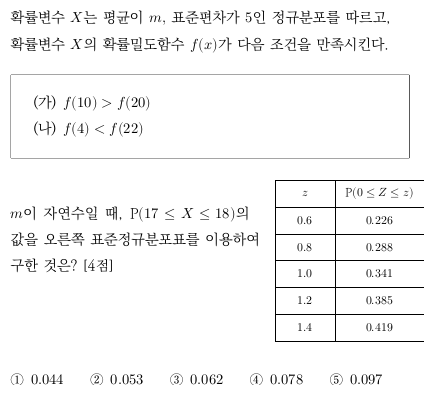 확률변수 X는 평균이 m, 표준편차가 5인 정규분포를 따르고,
확률변수 X의 확률밀도함수 f(x)가 다음 조건을 만족시킨다.
(가) f(10) > f(20)
(나) f(4) < f(22)
m이 자연수일 때, P(17 ≤ X ≤ 18)의
값을 오른쪽 표준정규분포표를 이용하여
구한 것은? [4점]
z P(0 ≤ Z ≤ z)
0.6 0.226
0.8 0.288
1.0 0.341
1.2 0.385
1.4 0.419
① 0.044 ② 0.053 ③ 0.062 ④ 0.078 ⑤ 0.097